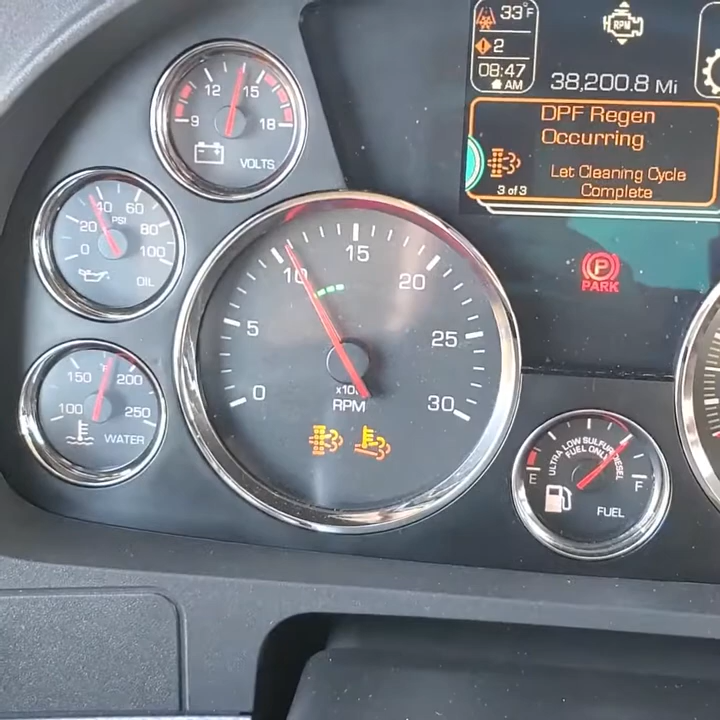 33°F
RPM
2
08:47
AM
38,200.8 Mi
DPF Regen
Occurring
Let Cleaning Cycle
Complete
3 of 3
9 12 15 18
VOLTS
0 20 40 60 80 100
PSI
OIL
100 150 200 250
°F
WATER
0 5 10 15 20 25 30
RPM
P
PARK
ULTRA LOW SULFUR DIESEL
FUEL ONLY
E F
FUEL